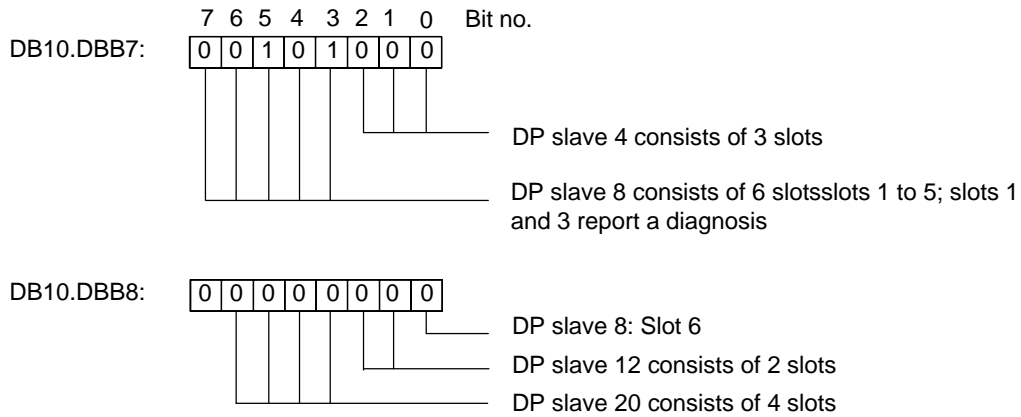 7 6 5 4 3 2 1 0 Bit no.
DB10.DBB7: 0 0 1 0 1 0 0 0
DP slave 4 consists of 3 slots
DP slave 8 consists of 6 slotsslots 1 to 5; slots 1
and 3 report a diagnosis
DB10.DBB8: 0 0 0 0 0 0 0 0
DP slave 8: Slot 6
DP slave 12 consists of 2 slots
DP slave 20 consists of 4 slots